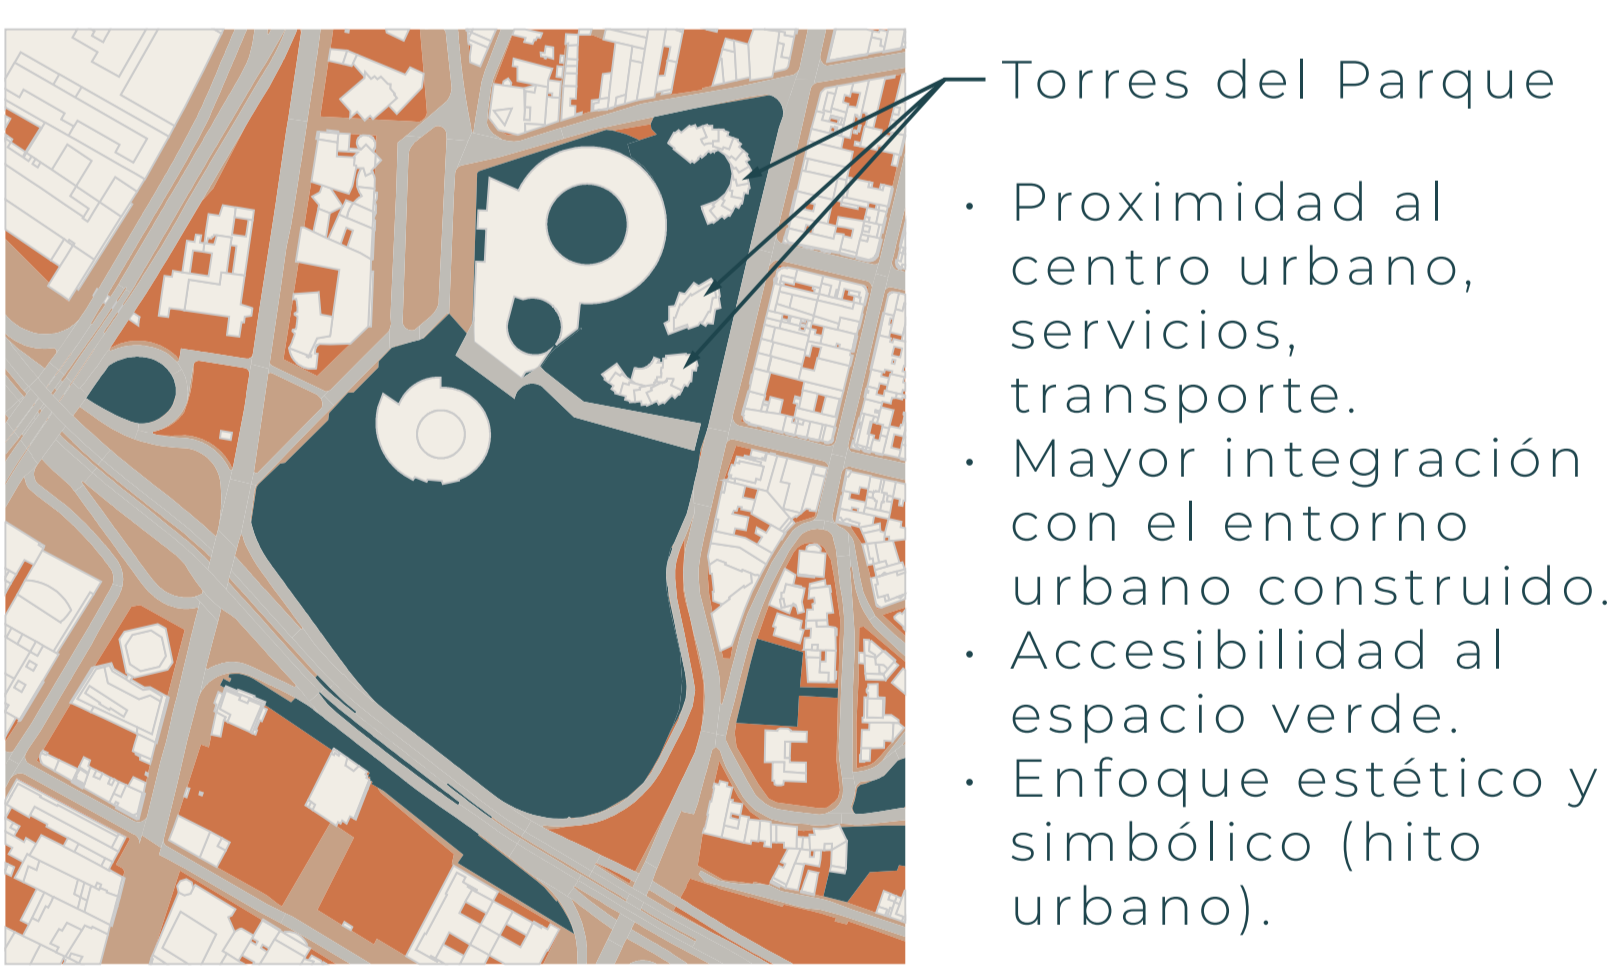 Torres del Parque
• Proximidad al
centro urbano,
servicios,
transporte.
• Mayor integración
con el entorno
urbano construido.
• Accesibilidad al
espacio verde.
• Enfoque estético y
simbólico (hito
urbano).